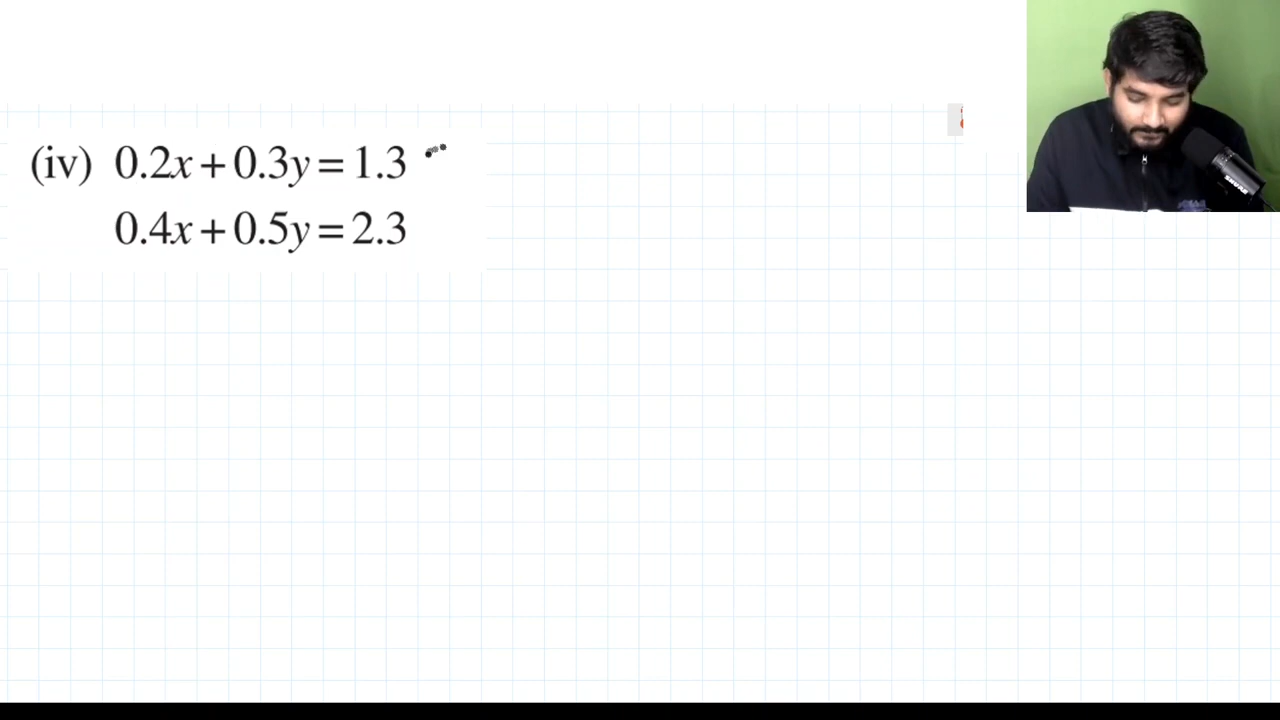 (iv) 0.2x + 0.3y = 1.3
0.4x + 0.5y = 2.3